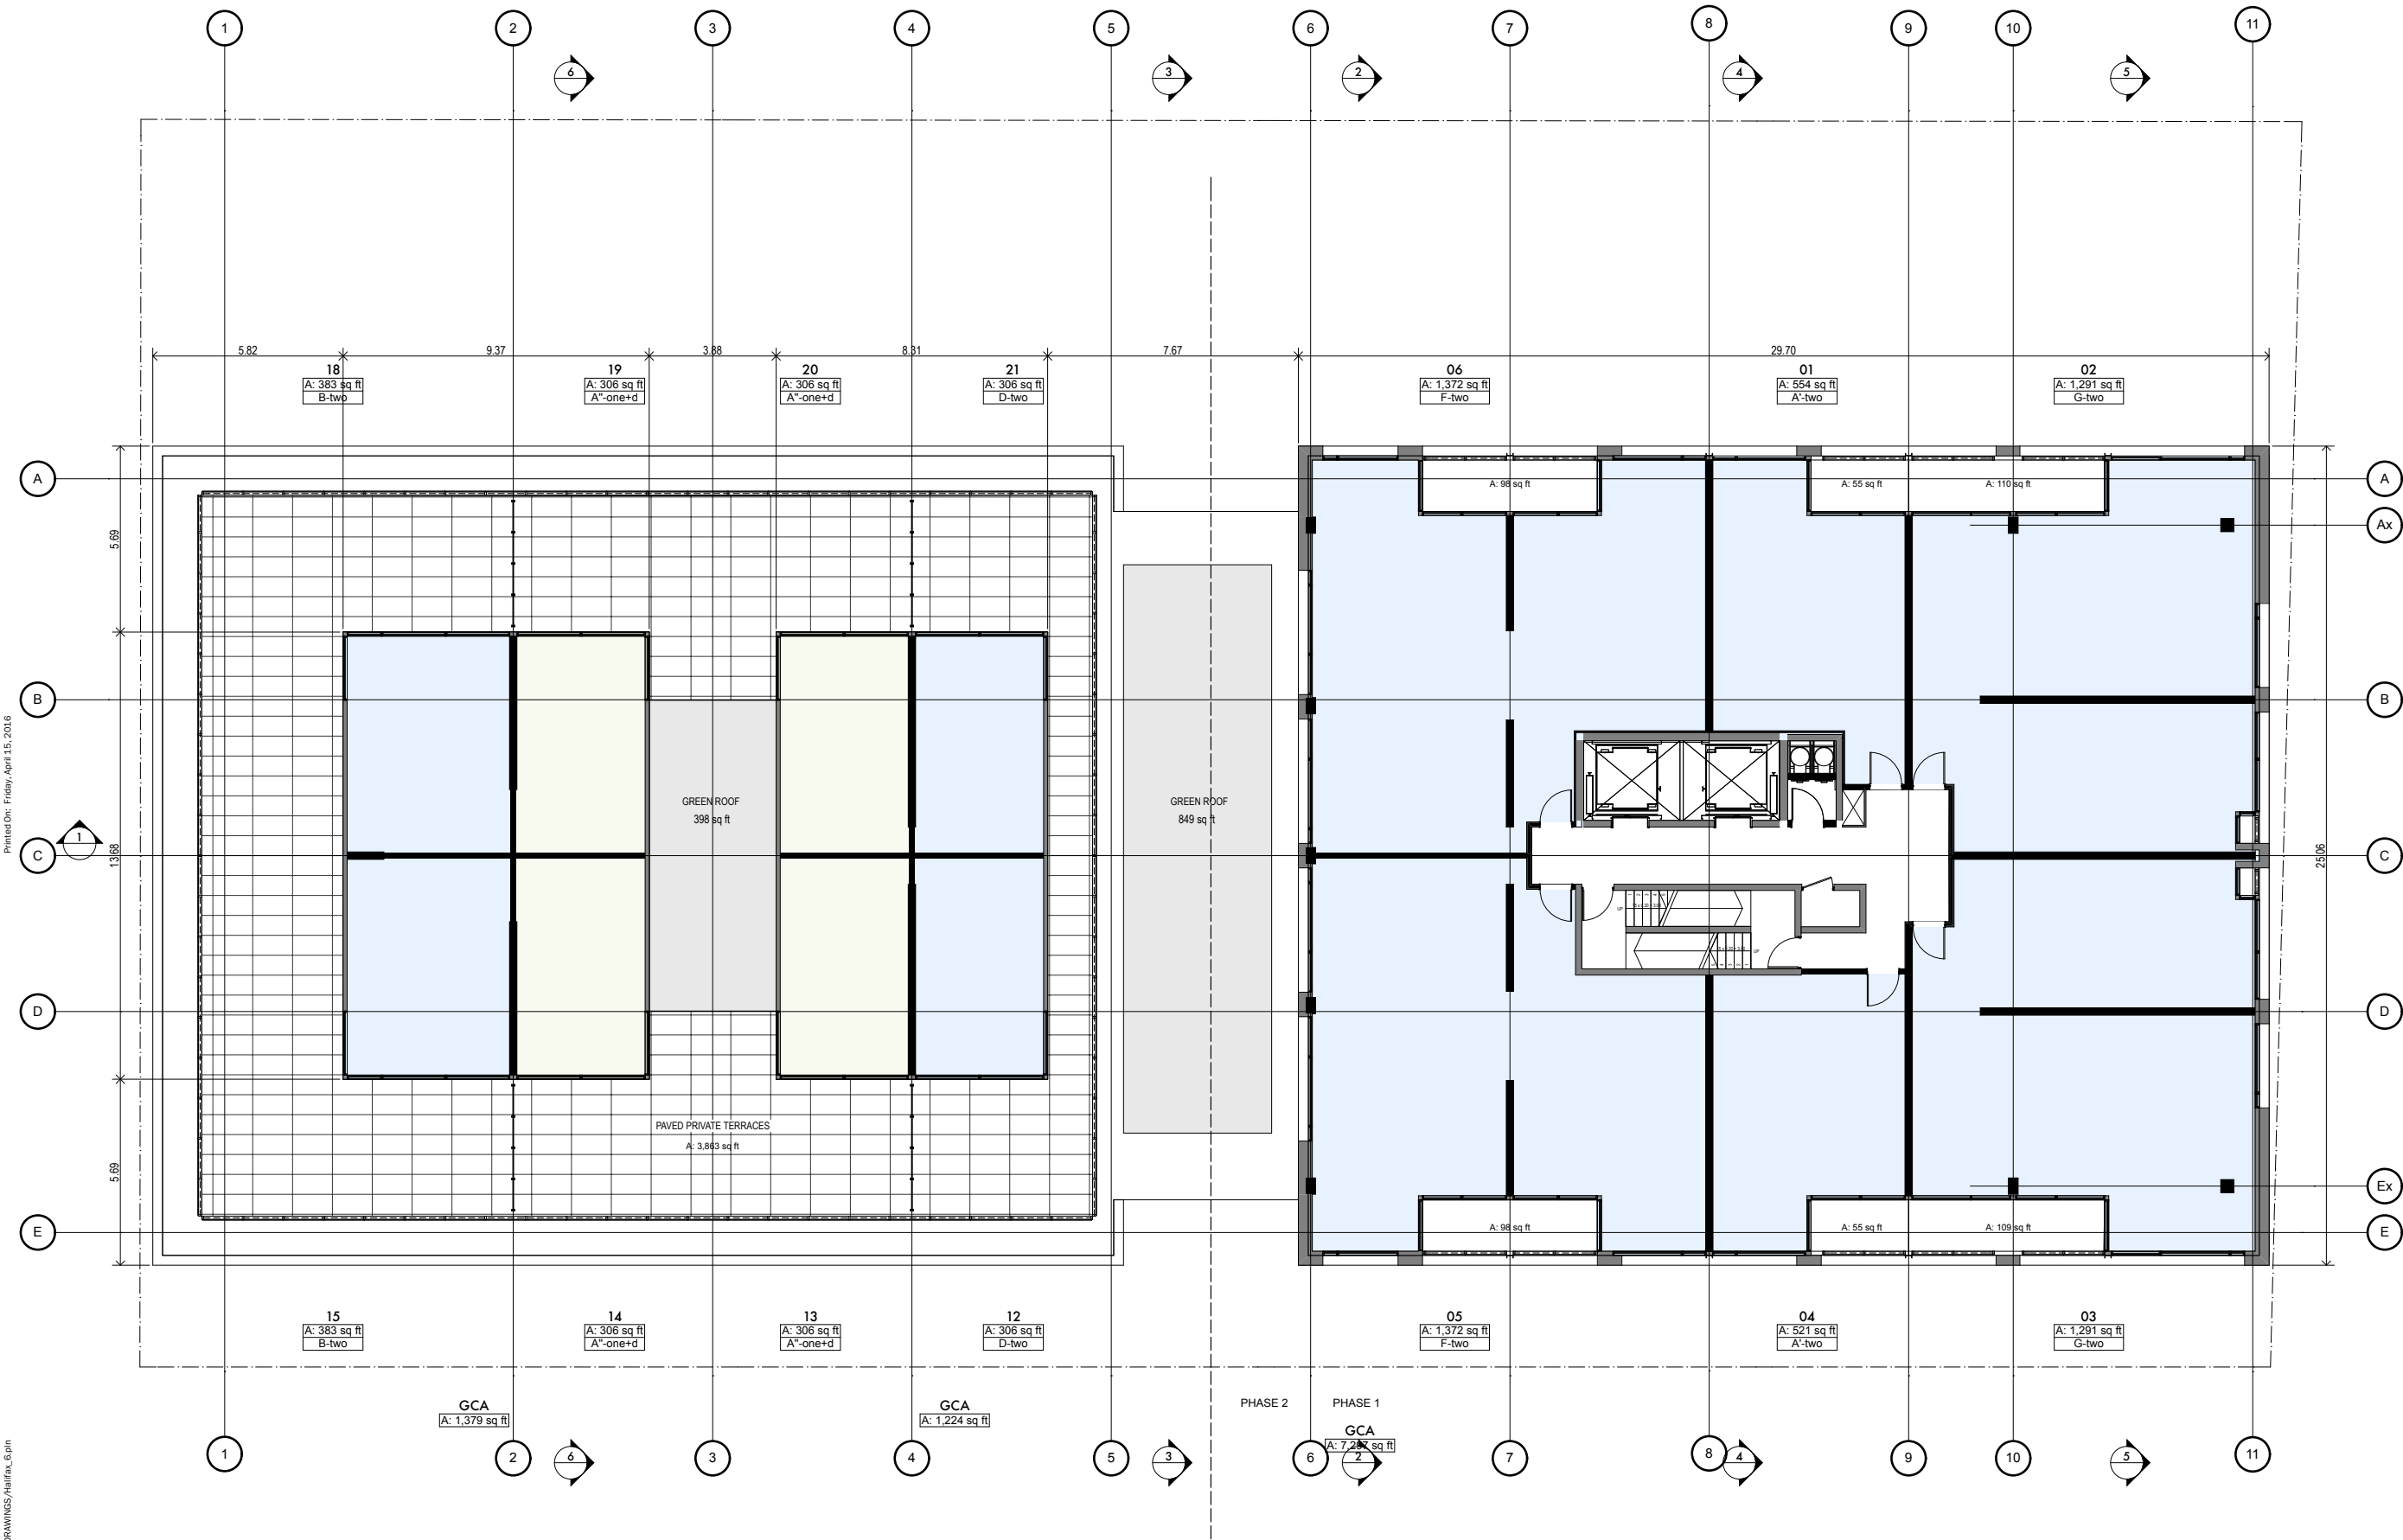 1
2
3
4
5
6
7
8
9
10
11
6
3
2
4
5
5.82
9.37
3.88
8.31
7.67
29.70
18
A: 383 sq ft
B-two
19
A"-one+d
A: 306 sq ft
20
A: 306 sq ft
A"-one+d
21
A: 306 sq ft
D-two
06
A: 1,372 sq ft
F-two
01
A: 554 sq ft
A'-two
02
A: 1,291 sq ft
G-two
A
A
A: 98 sq ft
A: 55 sq ft
A: 110 sq ft
Ax
5.69
B
B
GREEN ROOF
398 sq ft
GREEN ROOF
849 sq ft
1
C
C
13.68
25.06
UP
UP
D
D
PAVED PRIVATE TERRACES
A: 3,863 sq ft
5.69
Ex
E
E
A: 98 sq ft
A: 55 sq ft
A: 109 sq ft
15
A: 383 sq ft
B-two
14
A: 306 sq ft
A"-one+d
13
A: 306 sq ft
A"-one+d
12
A: 306 sq ft
D-two
05
A: 1,372 sq ft
F-two
04
A: 521 sq ft
A'-two
03
A: 1,291 sq ft
G-two
GCA
A: 1,379 sq ft
GCA
A: 1,224 sq ft
PHASE 2
PHASE 1
GCA
sq ft
1
2
3
4
5
6
7
8
9
10
11
6
3
2
4
5
Printed On: Friday, April 15, 2016
DRAWINGS/Halifax_6.pln